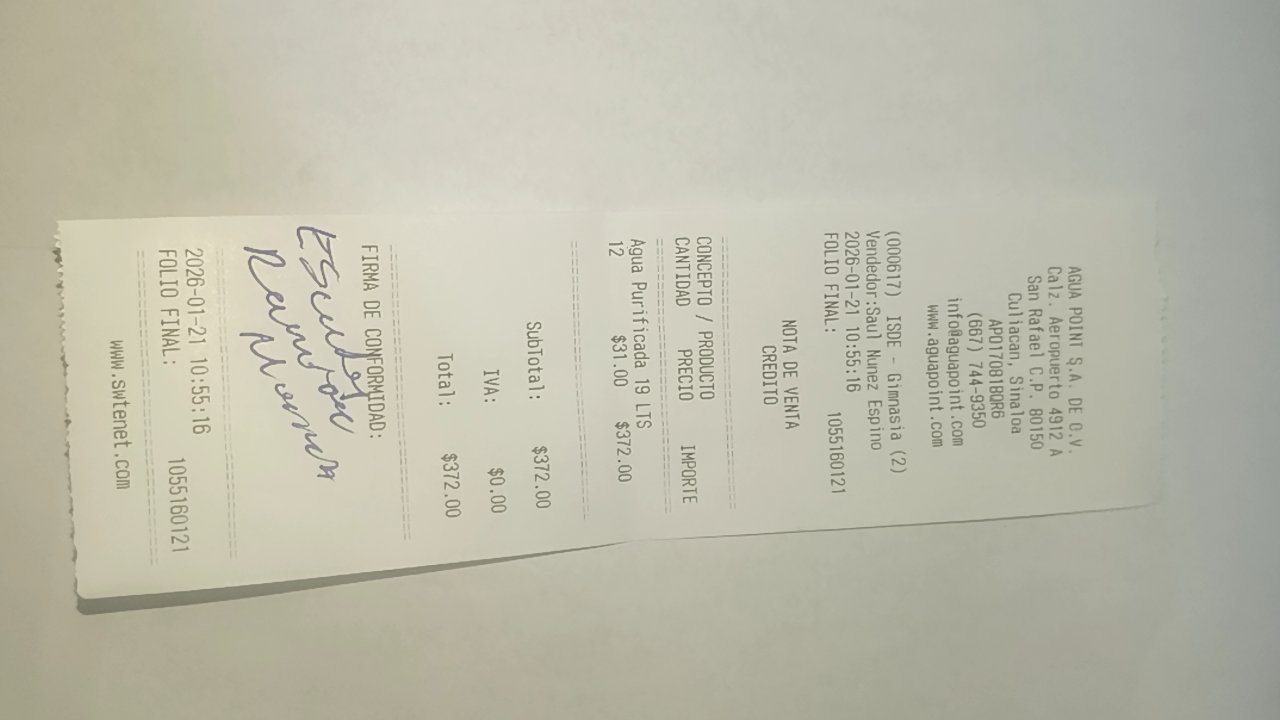 AGUA POINT S.A. DE C.V.
Calz. Aeropuerto 4912 A
San Rafael C.P. 80150
Culiacan, Sinaloa
APO170818QR6
(667) 744-9350
info@aguapoint.com
www.aguapoint.com
(000617) ISDE - Gimnasia (2)
Vendedor:Saul Nunez Espino
2026-01-21 10:55:16
FOLIO FINAL: 1055160121
NOTA DE VENTA
CREDITO
CONCEPTO / PRODUCTO
CANTIDAD PRECIO IMPORTE
Agua Purificada 19 LTS
12 $31.00 $372.00
SubTotal: $372.00
IVA: $0.00
Total: $372.00
FIRMA DE CONFORMIDAD:
2026-01-21 10:55:16
FOLIO FINAL: 1055160121
www.swtenet.com